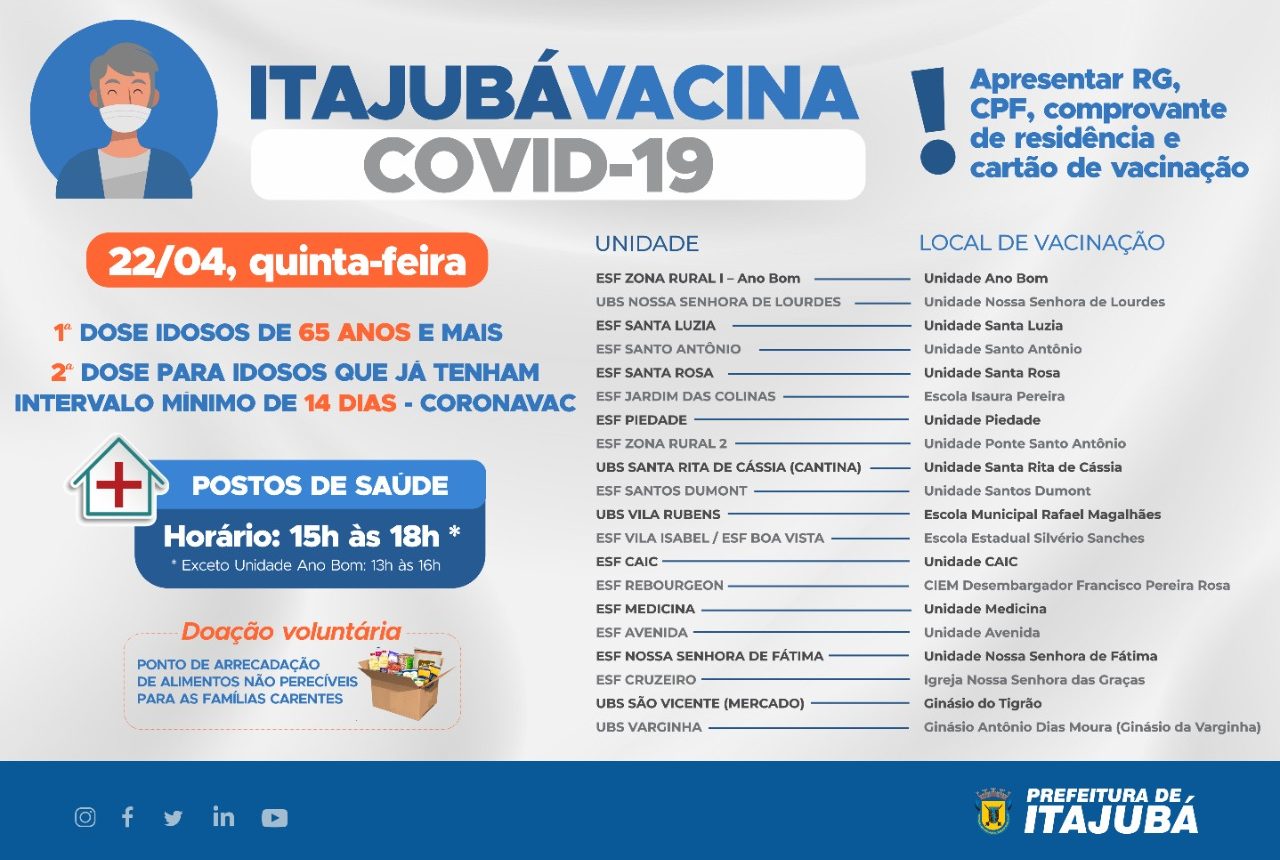 ITAJUBÁVACINA
COVID-19
! Apresentar RG,
CPF, comprovante
de residência e
cartão de vacinação
22/04, quinta-feira
1ª DOSE IDOSOS DE 65 ANOS E MAIS
2ª DOSE PARA IDOSOS QUE JÁ TENHAM
INTERVALO MÍNIMO DE 14 DIAS - CORONAVAC
POSTOS DE SAÚDE
Horário: 15h às 18h *
* Exceto Unidade Ano Bom: 13h às 16h
Doação voluntária
PONTO DE ARRECADAÇÃO
DE ALIMENTOS NÃO PERECÍVEIS
PARA AS FAMÍLIAS CARENTES
UNIDADE LOCAL DE VACINAÇÃO
ESF ZONA RURAL I – Ano Bom Unidade Ano Bom
UBS NOSSA SENHORA DE LOURDES Unidade Nossa Senhora de Lourdes
ESF SANTA LUZIA Unidade Santa Luzia
ESF SANTO ANTÔNIO Unidade Santo Antônio
ESF SANTA ROSA Unidade Santa Rosa
ESF JARDIM DAS COLINAS Escola Isaura Pereira
ESF PIEDADE Unidade Piedade
ESF ZONA RURAL 2 Unidade Ponte Santo Antônio
UBS SANTA RITA DE CÁSSIA (CANTINA) Unidade Santa Rita de Cássia
ESF SANTOS DUMONT Unidade Santos Dumont
UBS VILA RUBENS Escola Municipal Rafael Magalhães
ESF VILA ISABEL / ESF BOA VISTA Escola Estadual Silvério Sanches
ESF CAIC Unidade CAIC
ESF REBOURGEON CIEM Desembargador Francisco Pereira Rosa
ESF MEDICINA Unidade Medicina
ESF AVENIDA Unidade Avenida
ESF NOSSA SENHORA DE FÁTIMA Unidade Nossa Senhora de Fátima
ESF CRUZEIRO Igreja Nossa Senhora das Graças
UBS SÃO VICENTE (MERCADO) Ginásio do Tigrão
UBS VARGINHA Ginásio Antônio Dias Moura (Ginásio da Varginha)
PREFEITURA DE
ITAJUBÁ